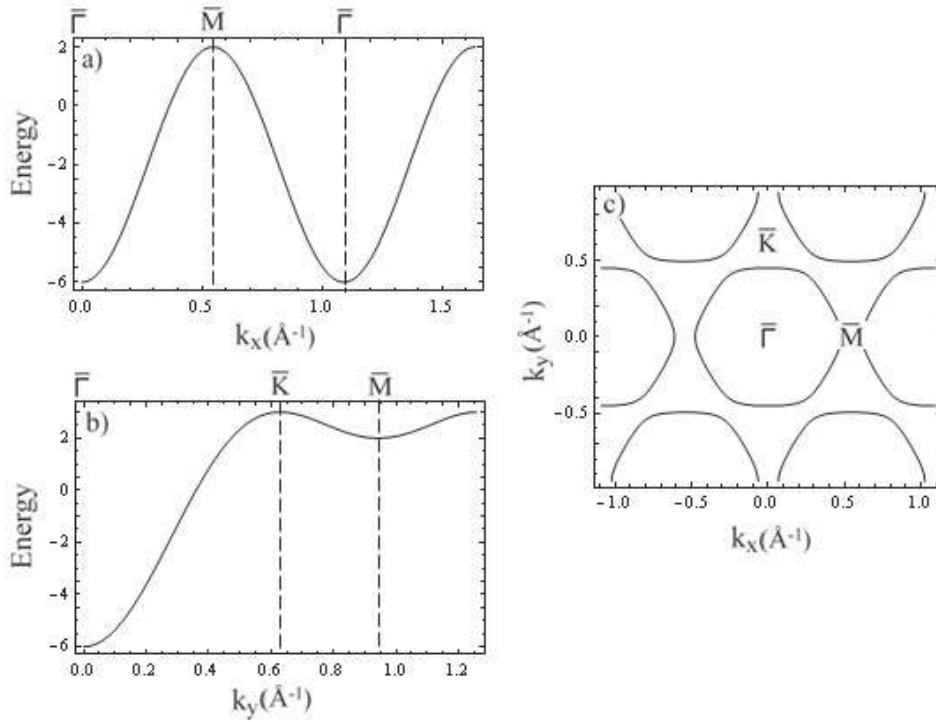 Γ̅ M̅ Γ̅
a)
2
0
-2
-4
-6
Energy
0.0 0.5 1.0 1.5
kx(Å-1)
Γ̅ K̅ M̅
b)
2
0
-2
-4
-6
Energy
0.0 0.2 0.4 0.6 0.8 1.0 1.2
ky(Å-1)
c)
K̅
0.5
Γ̅ M̅
0.0
-0.5
ky(Å-1)
-1.0 -0.5 0.0 0.5 1.0
kx(Å-1)